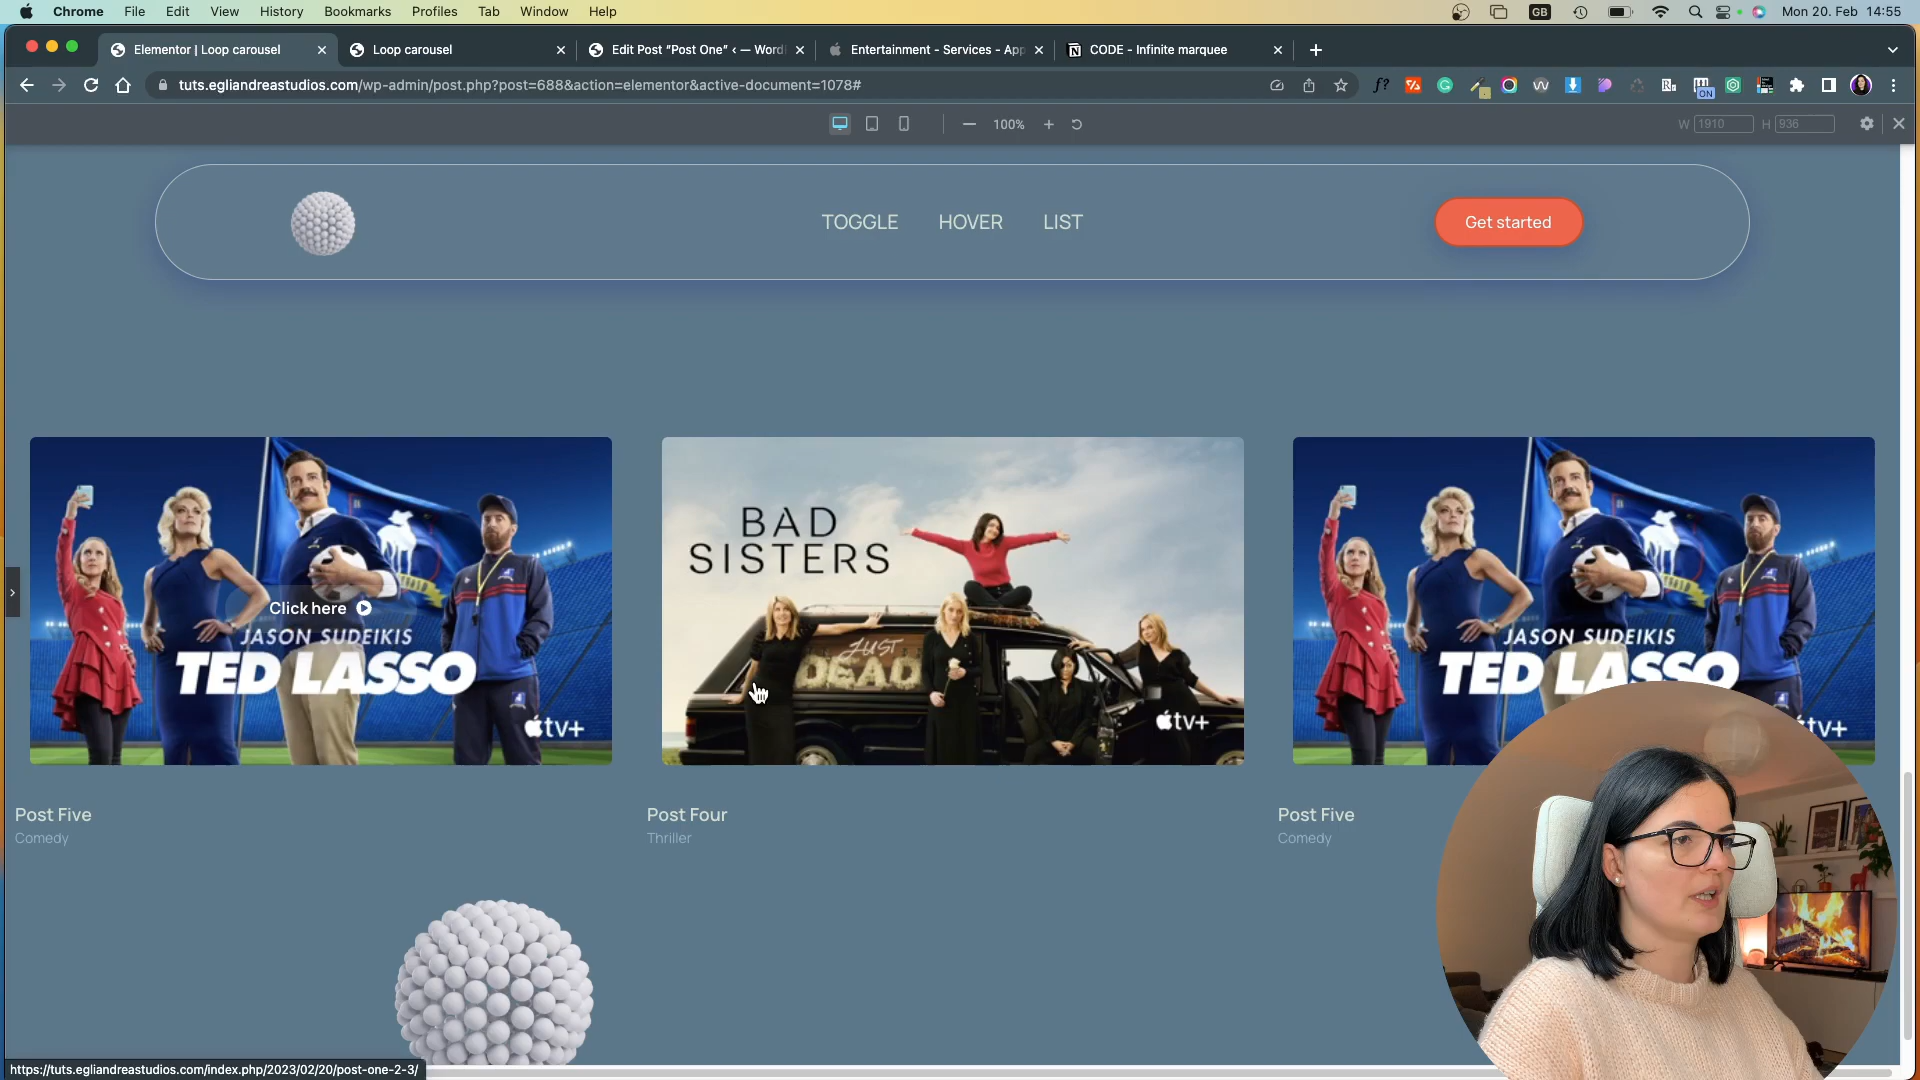 Chrome File Edit View History Bookmarks Profiles Tab Window Help GB Mon 20. Feb 14:55
Elementor | Loop carousel Loop carousel Edit Post “Post One” ‹ — Word Entertainment - Services - App CODE - Infinite marquee
tuts.egliandreastudios.com/wp-admin/post.php?post=688&action=elementor&active-document=1078#
ON
100% W 1910 H 936
TOGGLE HOVER LIST Get started
BAD
SISTERS
Click here
JASON SUDEIKIS
TED LASSO
tv+
JUST
DEAD
tv+
JASON SUDEIKIS
TED LASSO
tv+
Post Five
Comedy
Post Four
Thriller
Post Five
Comedy
https://tuts.egliandreastudios.com/index.php/2023/02/20/post-one-2-3/